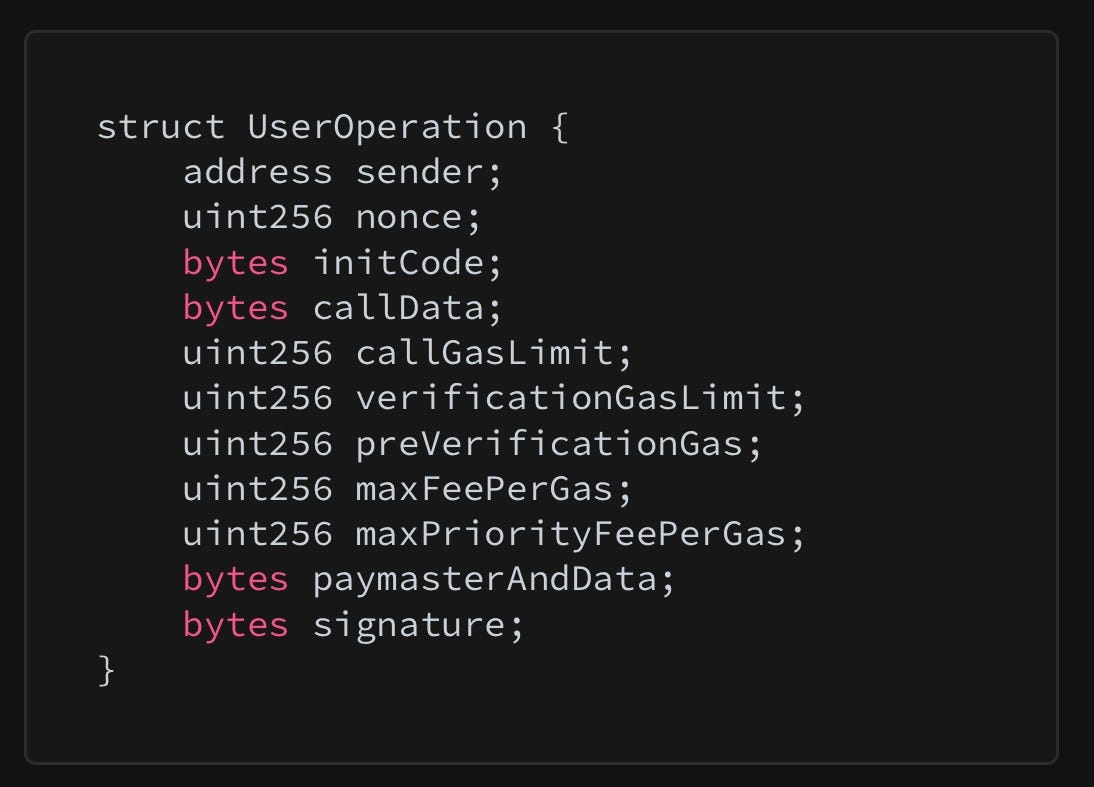 struct UserOperation {
    address sender;
    uint256 nonce;
    bytes initCode;
    bytes callData;
    uint256 callGasLimit;
    uint256 verificationGasLimit;
    uint256 preVerificationGas;
    uint256 maxFeePerGas;
    uint256 maxPriorityFeePerGas;
    bytes paymasterAndData;
    bytes signature;
}